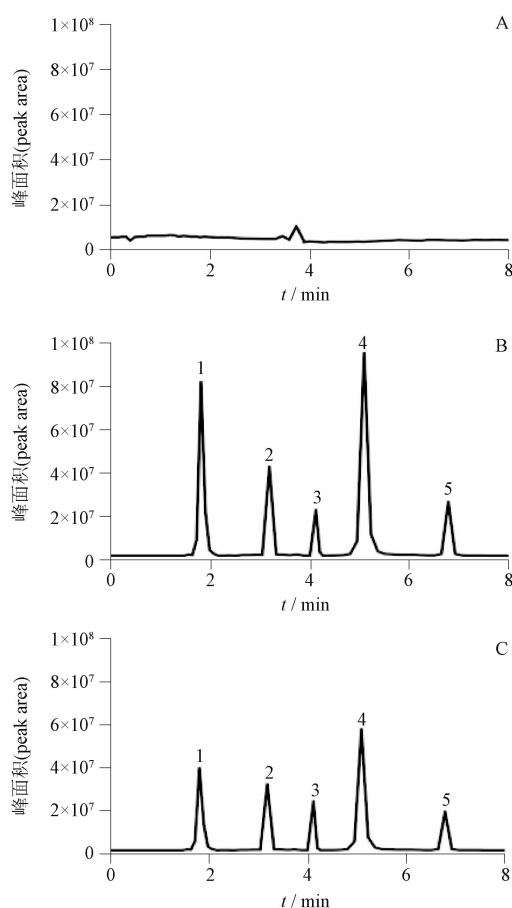 A
1×10⁸
8×10⁷
6×10⁷
4×10⁷
2×10⁷
0
峰面积(peak area)
0 2 4 6 8
t / min
B
1×10⁸
8×10⁷
6×10⁷
4×10⁷
2×10⁷
0
峰面积(peak area)
1 2 3 4 5
0 2 4 6 8
t / min
C
1×10⁸
8×10⁷
6×10⁷
4×10⁷
2×10⁷
0
峰面积(peak area)
1 2 3 4 5
0 2 4 6 8
t / min